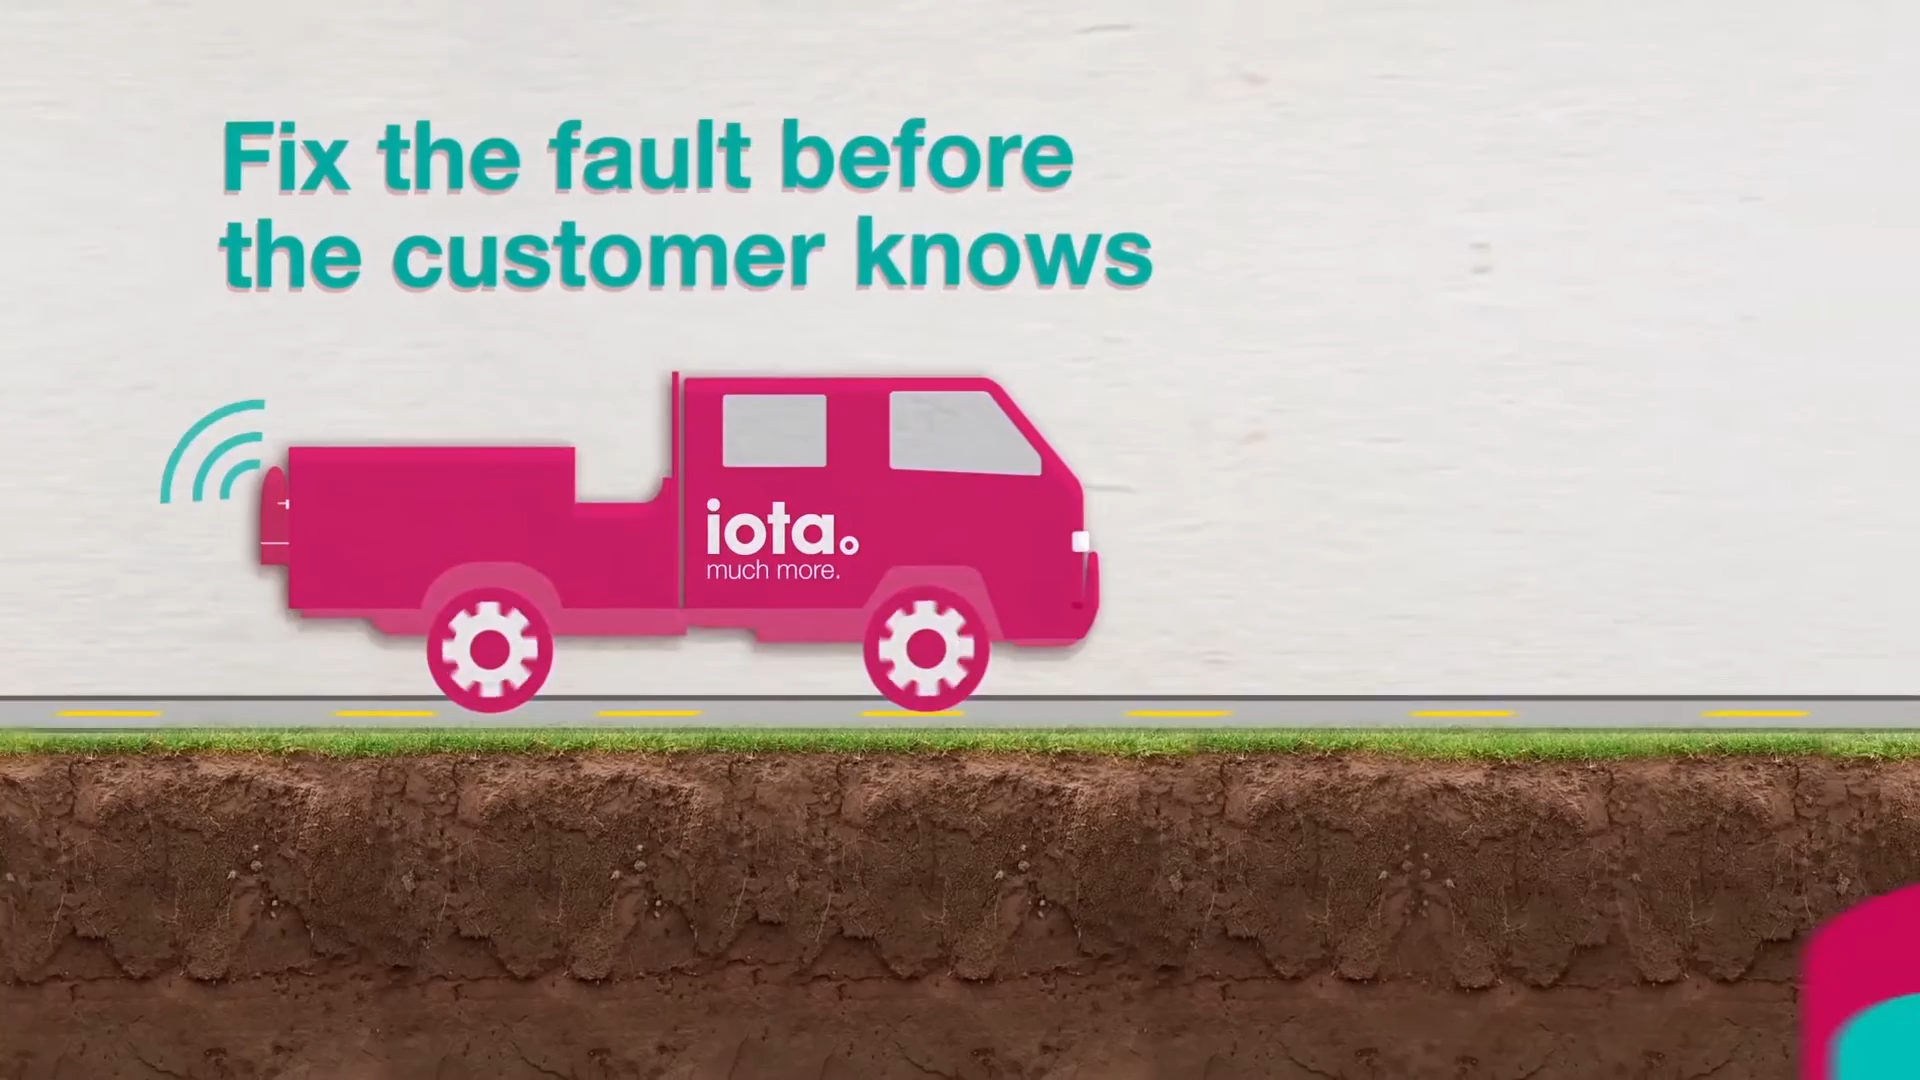 Fix the fault before
the customer knows
iota.
much more.